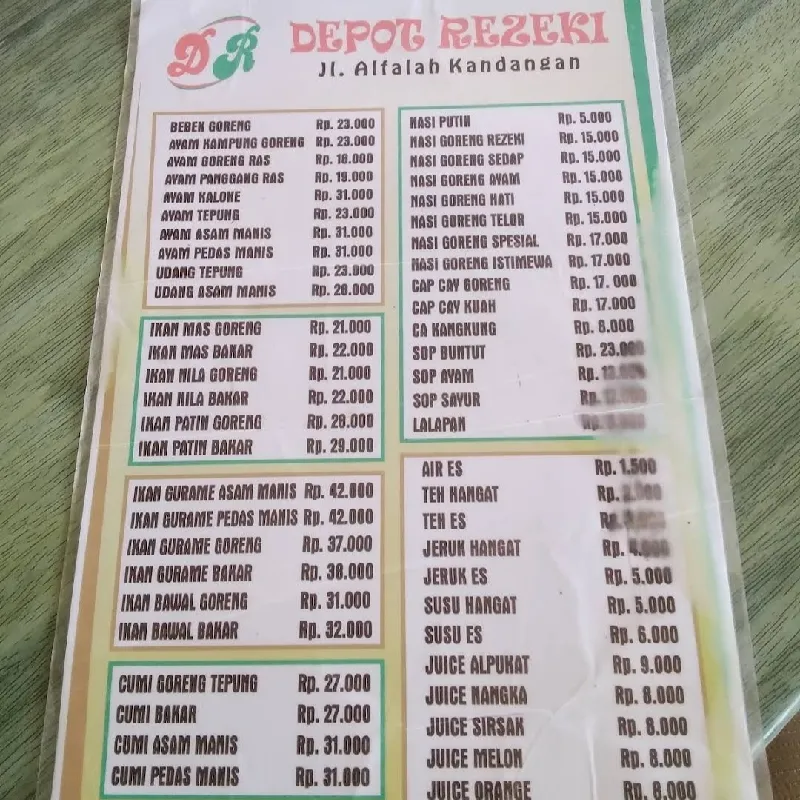 DR
DEPOT REZEKI
Jl. Alfalah Kandangan
BEBEK GORENG Rp. 23.000
AYAM KAMPUNG GORENG Rp. 23.000
AYAM GORENG RAS Rp. 18.000
AYAM PANGGANG RAS Rp. 19.000
AYAM KALOKE Rp. 31.000
AYAM TEPUNG Rp. 23.000
AYAM ASAM MANIS Rp. 31.000
AYAM PEDAS MANIS Rp. 31.000
UDANG TEPUNG Rp. 23.000
UDANG ASAM MANIS Rp. 26.000
IKAN MAS GORENG Rp. 21.000
IKAN MAS BAKAR Rp. 22.000
IKAN NILA GORENG Rp. 21.000
IKAN NILA BAKAR Rp. 22.000
IKAN PATIN GORENG Rp. 28.000
IKAN PATIN BAKAR Rp. 29.000
IKAN GURAME ASAM MANIS Rp. 42.000
IKAN GURAME PEDAS MANIS Rp. 42.000
IKAN GURAME GORENG Rp. 37.000
IKAN GURAME BAKAR Rp. 38.000
IKAN BAWAL GORENG Rp. 31.000
IKAN BAWAL BAKAR Rp. 32.000
CUMI GORENG TEPUNG Rp. 27.000
CUMI BAKAR Rp. 27.000
CUMI ASAM MANIS Rp. 31.000
CUMI PEDAS MANIS Rp. 31.000
NASI PUTIH Rp. 5.000
NASI GORENG REZEKI Rp. 15.000
NASI GORENG SEDAP Rp. 15.000
NASI GORENG AYAM Rp. 15.000
NASI GORENG HATI Rp. 15.000
NASI GORENG TELOR Rp. 15.000
NASI GORENG SPESIAL Rp. 17.000
NASI GORENG ISTIMEWA Rp. 17.000
CAP CAY GORENG Rp. 17. 000
CAP CAY KUAH Rp. 17.000
CA KANGKUNG Rp. 8.000
SOP BUNTUT Rp. 23.000
SOP AYAM Rp.
SOP SAYUR Rp.
LALAPAN Rp.
AIR ES Rp. 1.500
TEH HANGAT Rp.
TEH ES Rp.
JERUK HANGAT Rp. 4.000
JERUK ES Rp. 5.000
SUSU HANGAT Rp. 5.000
SUSU ES Rp. 6.000
JUICE ALPUKAT Rp. 9.000
JUICE NANGKA Rp. 8.000
JUICE SIRSAK Rp. 8.000
JUICE MELON Rp. 8.000
JUICE ORANGE Rp. 8.000